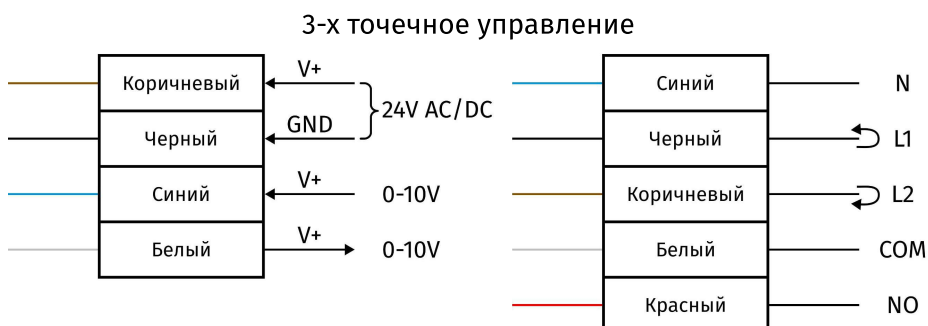 3-х точечное управление
Коричневый V+
Черный GND
24V AC/DC
Синий V+ 0-10V
Белый V+ 0-10V
Синий N
Черный L1
Коричневый L2
Белый COM
Красный NO